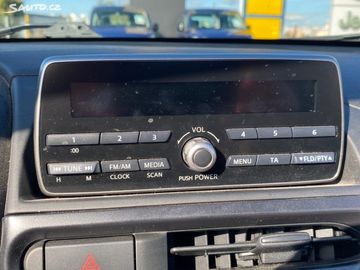 SAUTO.CZ
VOL
1 2 3 4 5 6
:00
TUNE FM/AM MEDIA MENU TA FLD/PTY
H M CLOCK SCAN PUSH POWER